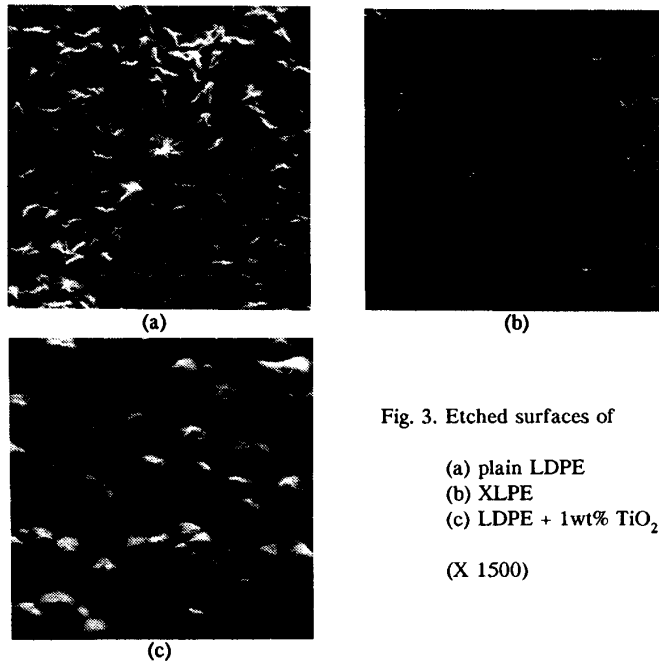 (a)
(b)
(c)
Fig. 3. Etched surfaces of
(a) plain LDPE
(b) XLPE
(c) LDPE + 1wt% TiO₂
(X 1500)